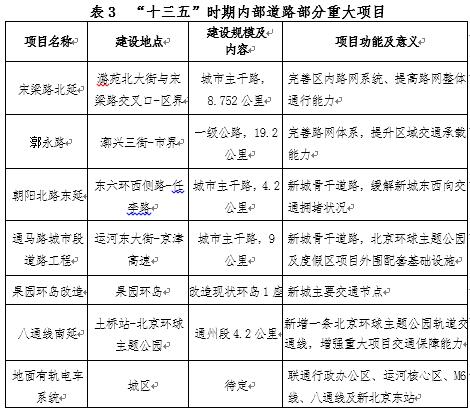 表 3 “十三五”时期内部道路部分重大项目
项目名称 建设地点 建设规模及内容 项目功能及意义
宋梁路北延 潞苑北大街与宋梁路交叉口-区界 城市主干路，8.752 公里 完善区内路网系统、提高路网整体通行能力
漷永路 漷兴三街-市界 一级公路，19.2 公里 完善路网体系，提升区域交通承载能力
朝阳北路东延 东六环西侧路-任李路 城市主干路，4.2 公里 新城骨干道路，缓解新城东西向交通拥堵状况
通马路城市段道路工程 运河东大街-京津高速 城市主干路，9 公里 新城骨干道路，北京环球主题公园及度假区项目外围配套基础设施
果园环岛改造 果园环岛 改造现状环岛 1 座 新城主要交通节点
八通线南延 土桥站-北京环球主题公园 通州段 4.2 公里 新增一条北京环球主题公园轨道交通线，增强重大项目交通保障能力
地面有轨电车系统 城区 待定 联通行政办公区、运河核心区、M6 线、八通线及新北京东站